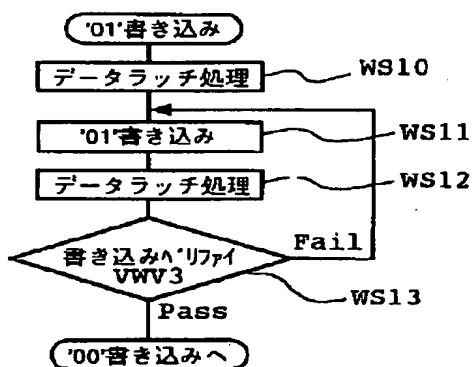 '01'書き込み
データラッチ処理
WS10
'01'書き込み
WS11
データラッチ処理
WS12
書き込みベリファイ
VWV3
Fail
WS13
Pass
'00'書き込みへ